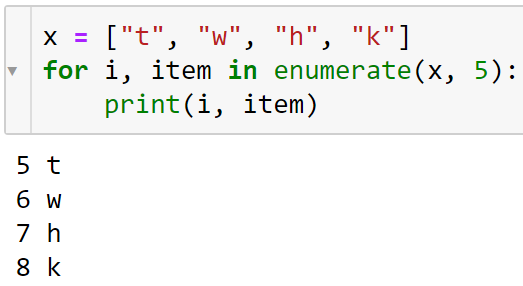 x = ["t", "w", "h", "k"]
for i, item in enumerate(x, 5):
    print(i, item)
5 t
6 w
7 h
8 k